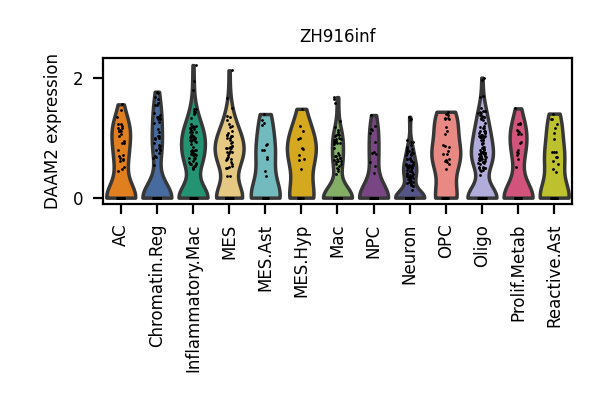 ZH916inf
DAAM2 expression
2
0
AC
Chromatin.Reg
Inflammatory.Mac
MES
MES.Ast
MES.Hyp
Mac
NPC
Neuron
OPC
Oligo
Prolif.Metab
Reactive.Ast